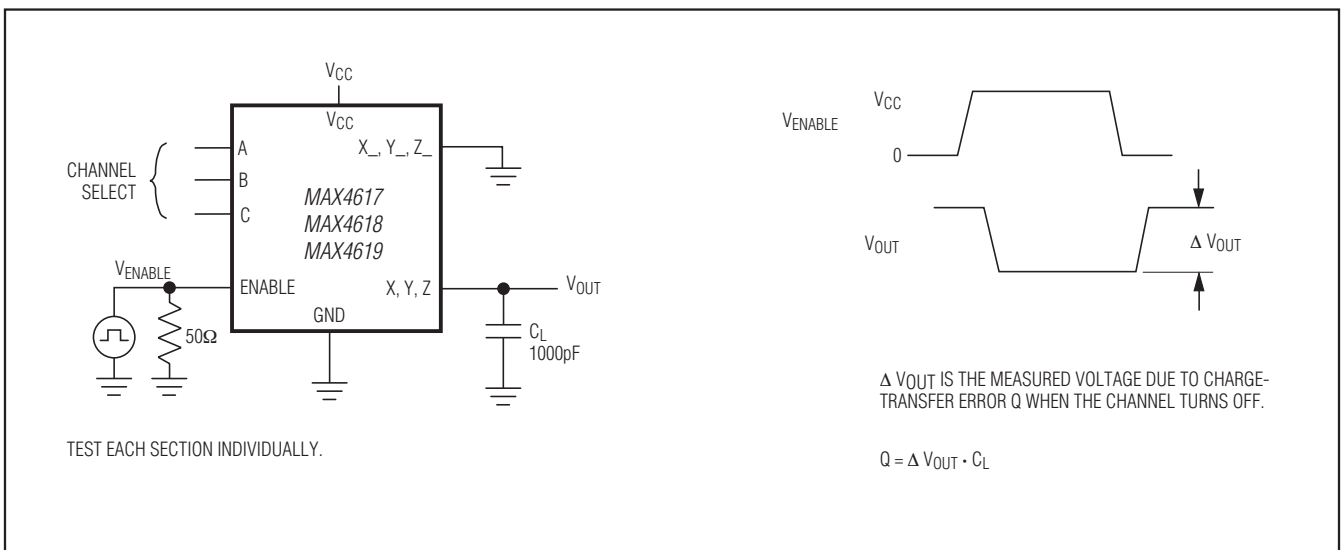 VCC
VCC
A
B
C
CHANNEL
SELECT
X_, Y_, Z_
MAX4617
MAX4618
MAX4619
VENABLE
ENABLE
X, Y, Z
VOUT
GND
50Ω
CL
1000pF
TEST EACH SECTION INDIVIDUALLY.
VENABLE
VCC
0
VOUT
Δ VOUT
Δ VOUT IS THE MEASURED VOLTAGE DUE TO CHARGE-
TRANSFER ERROR Q WHEN THE CHANNEL TURNS OFF.
Q = Δ VOUT · CL